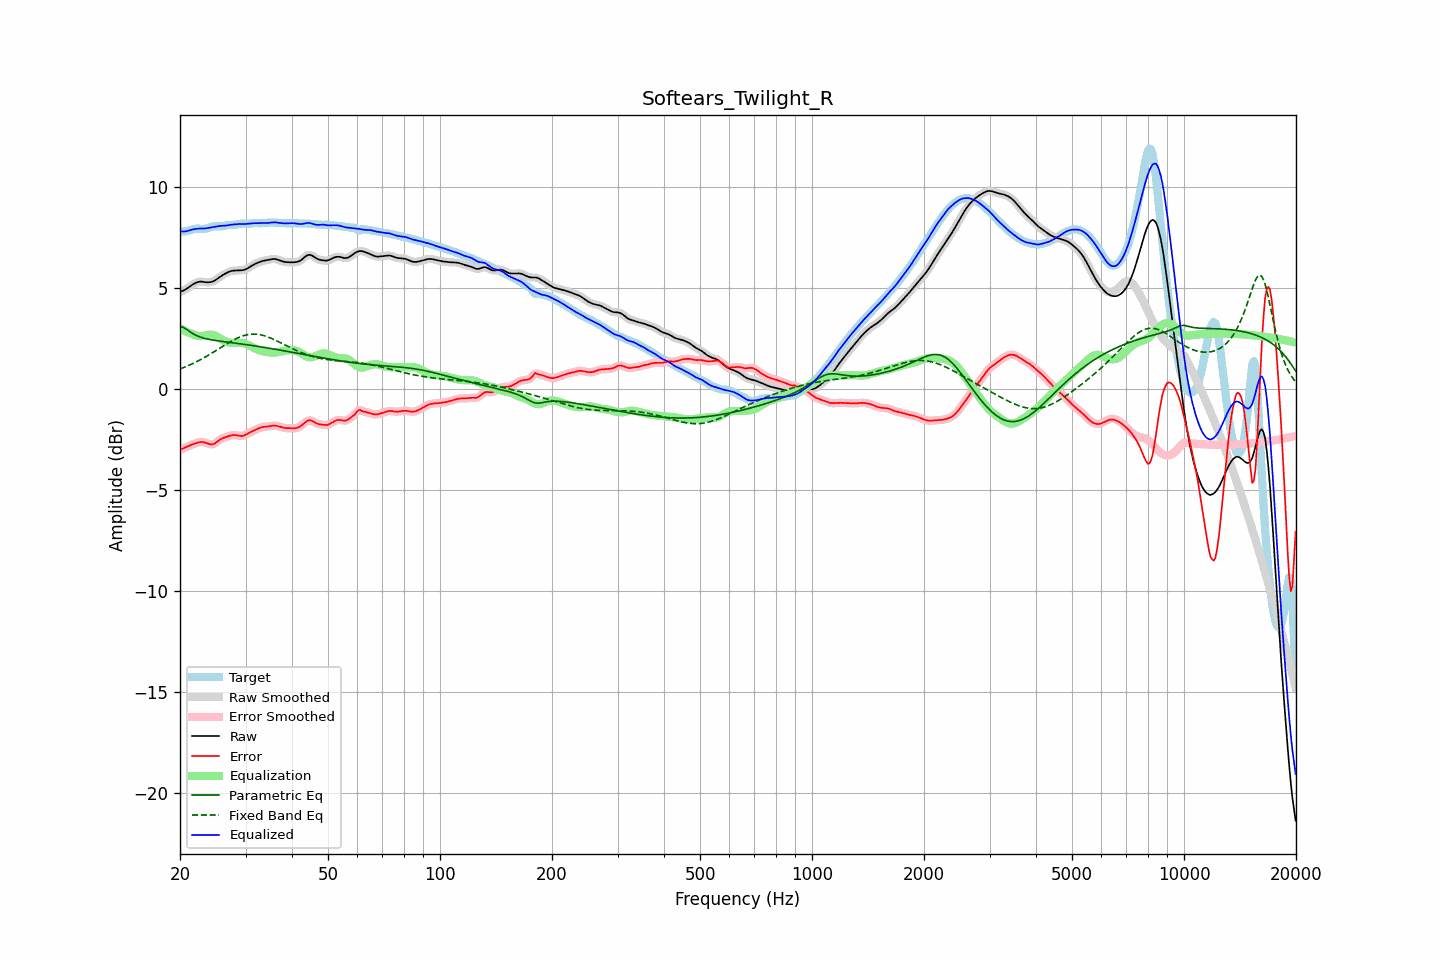 Softears_Twilight_R
Amplitude (dBr)
10
5
0
−5
−10
−15
−20
Target
Raw Smoothed
Error Smoothed
Raw
Error
Equalization
Parametric Eq
Fixed Band Eq
Equalized
20 50 100 200 500 1000 2000 5000 10000 20000
Frequency (Hz)